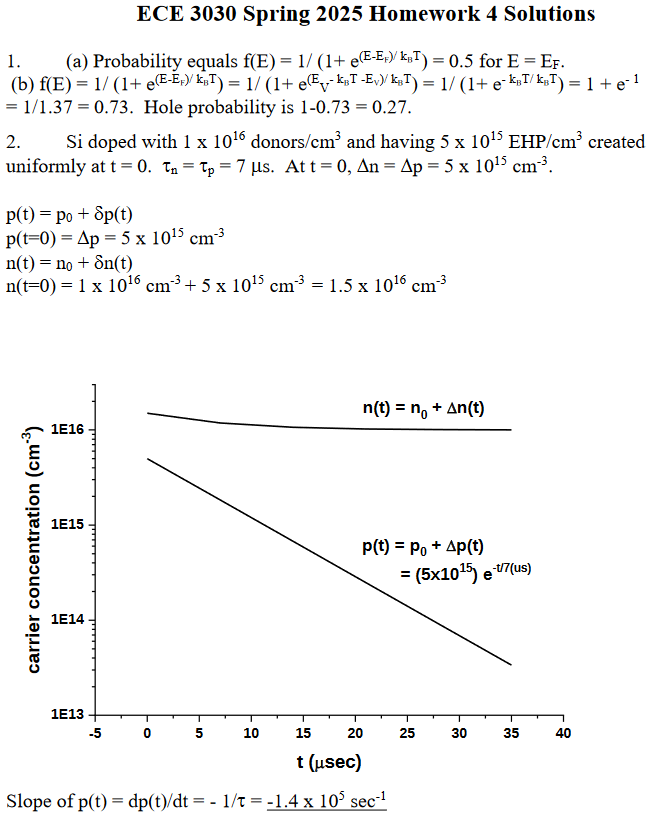 ECE 3030 Spring 2025 Homework 4 Solutions
1. (a) Probability equals f(E) = 1/ (1+ e^(E-E_F)/ k_BT) = 0.5 for E = E_F.
(b) f(E) = 1/ (1+ e^(E-E_F)/ k_BT) = 1/ (1+ e^(E_V- k_BT -E_V)/ k_BT) = 1/ (1+ e^- k_BT/ k_BT) = 1 + e^-1
= 1/1.37 = 0.73. Hole probability is 1-0.73 = 0.27.
2. Si doped with 1 x 10^16 donors/cm^3 and having 5 x 10^15 EHP/cm^3 created
uniformly at t = 0. τ_n = τ_p = 7 μs. At t = 0, Δn = Δp = 5 x 10^15 cm^-3.
p(t) = p_0 + δp(t)
p(t=0) = Δp = 5 x 10^15 cm^-3
n(t) = n_0 + δn(t)
n(t=0) = 1 x 10^16 cm^-3 + 5 x 10^15 cm^-3 = 1.5 x 10^16 cm^-3
n(t) = n_0 + Δn(t)
1E16
carrier concentration (cm^-3)
1E15
p(t) = p_0 + Δp(t)
= (5x10^15) e^-t/7(us)
1E14
1E13
-5 0 5 10 15 20 25 30 35 40
t (μsec)
Slope of p(t) = dp(t)/dt = - 1/τ = -1.4 x 10^5 sec^-1